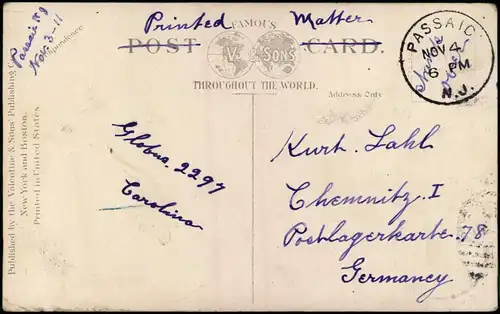 Printed Matter
FAMOUS
POST CARD.
V. & SONS
THROUGHOUT THE WORLD.
Address Only
PASSAIC
NOV 4
6 PM
N.J.
Passaic N J
Nov. 3-11
Globus 2297
Carolina
Kurt Lahl
Chemnitz I
Postlagerkarte 78
Germaney
Published by the Valentine & Sons' Publishing Co.
New York and Boston.
Printed in United States